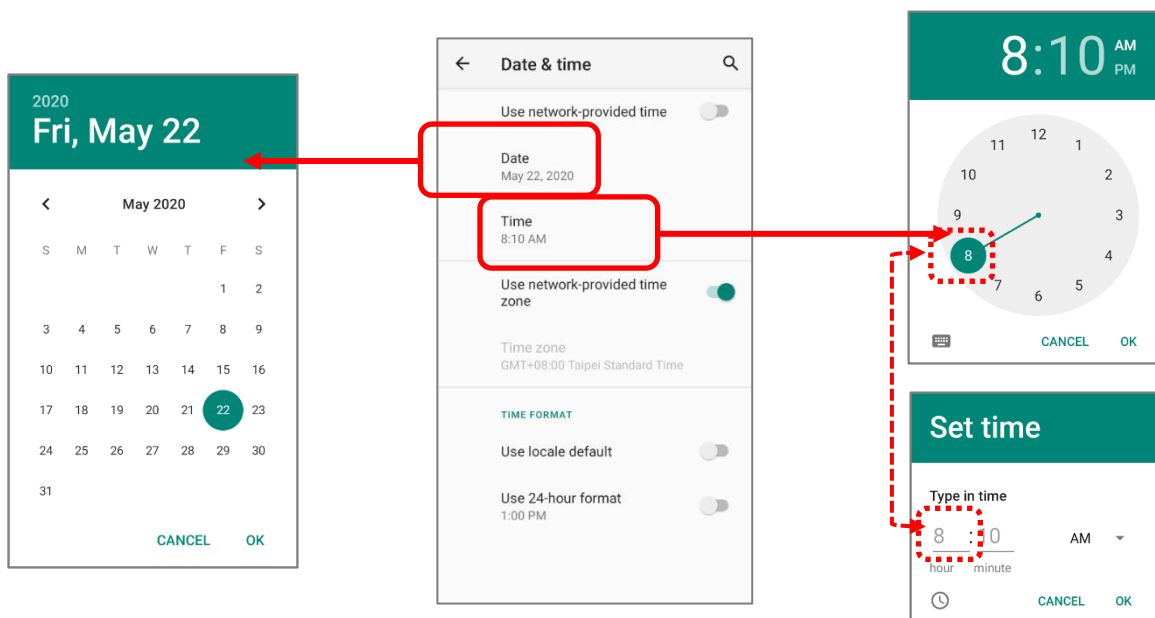 2020
Fri, May 22
May 2020
S M T W T F S
1 2
3 4 5 6 7 8 9
10 11 12 13 14 15 16
17 18 19 20 21 22 23
24 25 26 27 28 29 30
31
CANCEL OK
Date & time
Use network-provided time
Date
May 22, 2020
Time
8:10 AM
Use network-provided time
zone
Time zone
GMT+08:00 Taipei Standard Time
TIME FORMAT
Use locale default
Use 24-hour format
1:00 PM
8:10 AM
PM
12
11 1
10 2
9 3
8 4
7 5
6
CANCEL OK
Set time
Type in time
8 : 10 AM
hour minute
CANCEL OK